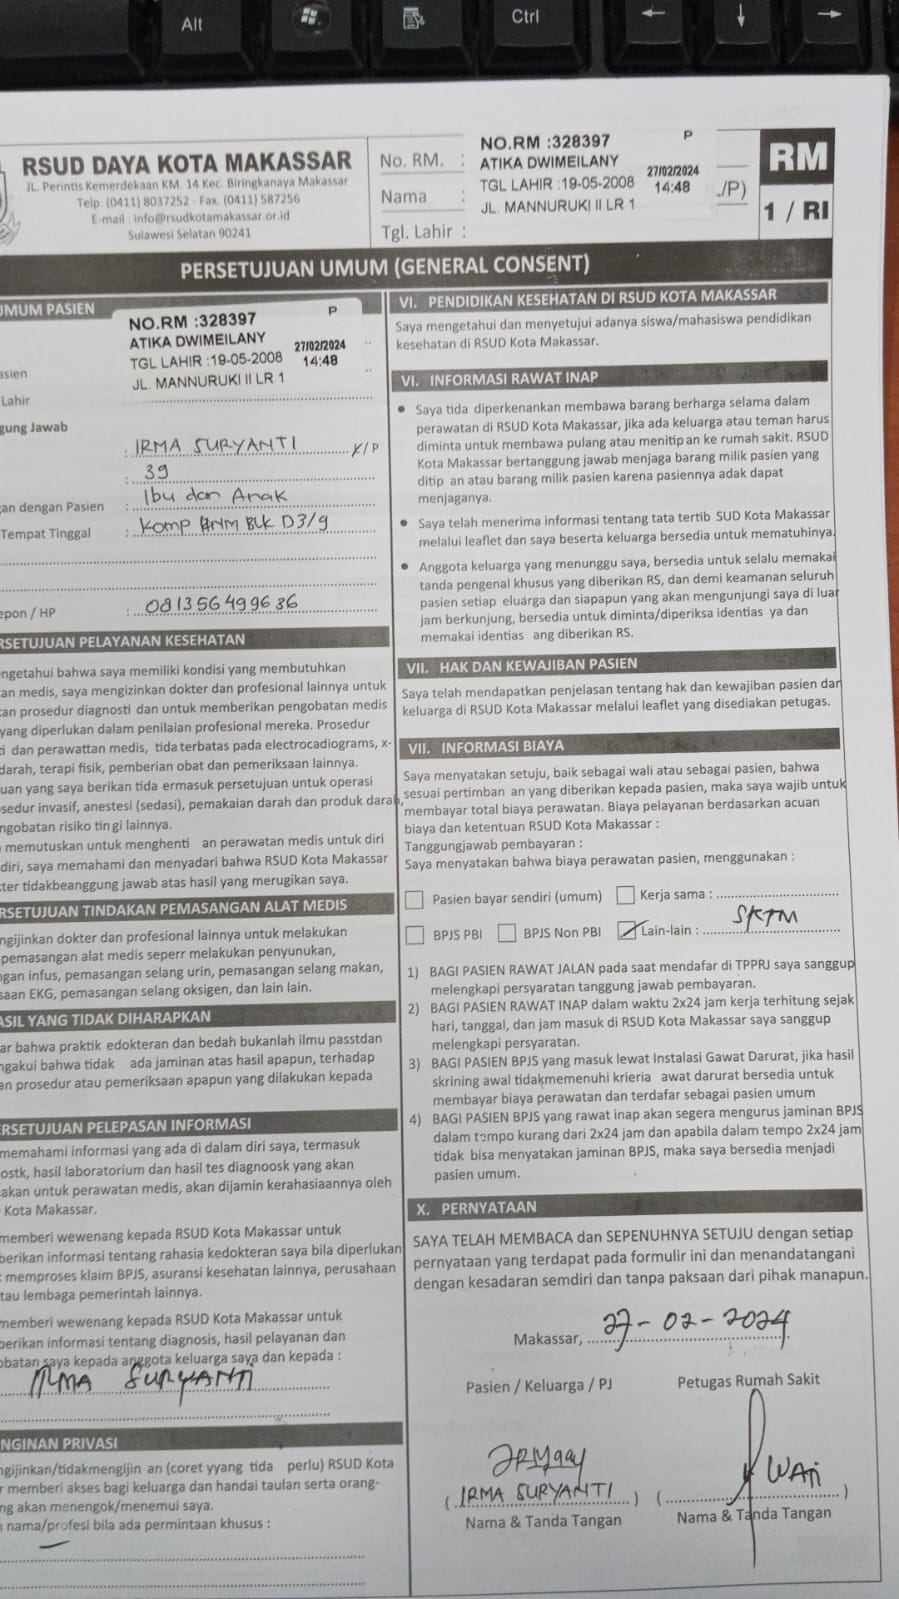 Alt
Ctrl
RSUD DAYA KOTA MAKASSAR
JL. Perintis Kemerdekaan KM. 14 Kec. Biringkanaya Makassar
Telp. (0411) 8037252 - Fax. (0411) 587256
E-mail : info@rsudkotamakassar.or.id
Sulawesi Selatan 90241
No. RM. :
Nama :
Tgl. Lahir :
NO.RM :328397 P
ATIKA DWIMEILANY
TGL LAHIR :19-05-2008 27/02/2024 14:48
JL. MANNURUKI II LR 1
./P)
RM
1 / RI
PERSETUJUAN UMUM (GENERAL CONSENT)
UMUM PASIEN
NO.RM :328397 P
ATIKA DWIMEILANY
TGL LAHIR :19-05-2008 27/02/2024 14:48
JL. MANNURUKI II LR 1
asien
Lahir
gung Jawab
: IRMA SURYANTI L/P
: 39
an dengan Pasien : Ibu dan Anak
Tempat Tinggal : Komp BNM Blk D3/9
epon / HP : 081356499636
RSETUJUAN PELAYANAN KESEHATAN
ngetahui bahwa saya memiliki kondisi yang membutuhkan
an medis, saya mengizinkan dokter dan profesional lainnya untuk
an prosedur diagnosti dan untuk memberikan pengobatan medis
yang diperlukan dalam penilaian profesional mereka. Prosedur
ti dan perawattan medis, tida terbatas pada electrocadiograms, x-
darah, terapi fisik, pemberian obat dan pemeriksaan lainnya.
uan yang saya berikan tida ermasuk persetujuan untuk operasi
sedur invasif, anestesi (sedasi), pemakaian darah dan produk darah,
ngobatan risiko tin gi lainnya.
memutuskan untuk menghenti an perawatan medis untuk diri
diri, saya memahami dan menyadari bahwa RSUD Kota Makassar
ter tidakbeanggung jawab atas hasil yang merugikan saya.
RSETUJUAN TINDAKAN PEMASANGAN ALAT MEDIS
ngijinkan dokter dan profesional lainnya untuk melakukan
pemasangan alat medis seperr melakukan penyunukan,
ngan infus, pemasangan selang urin, pemasangan selang makan,
saan EKG, pemasangan selang oksigen, dan lain lain.
ASIL YANG TIDAK DIHARAPKAN
ar bahwa praktik edokteran dan bedah bukanlah ilmu passtdan
ngakui bahwa tidak ada jaminan atas hasil apapun, terhadap
an prosedur atau pemeriksaan apapun yang dilakukan kepada
ERSETUJUAN PELEPASAN INFORMASI
memahami informasi yang ada di dalam diri saya, termasuk
ostk, hasil laboratorium dan hasil tes diagnoosk yang akan
akan untuk perawatan medis, akan dijamin kerahasiaannya oleh
Kota Makassar.
memberi wewenang kepada RSUD Kota Makassar untuk
berikan informasi tentang rahasia kedokteran saya bila diperlukan
memproses klaim BPJS, asuransi kesehatan lainnya, perusahaan
tau lembaga pemerintah lainnya.
memberi wewenang kepada RSUD Kota Makassar untuk
berikan informasi tentang diagnosis, hasil pelayanan dan
obatan saya kepada anggota keluarga saya dan kepada :
IRMA SURYANTI
NGINAN PRIVASI
ngijinkan/tidakmengijin an (coret yyang tida perlu) RSUD Kota
r memberi akses bagi keluarga dan handai taulan serta orang-
ng akan menengok/menemui saya.
nama/profesi bila ada permintaan khusus :
VI. PENDIDIKAN KESEHATAN DI RSUD KOTA MAKASSAR
Saya mengetahui dan menyetujui adanya siswa/mahasiswa pendidikan
kesehatan di RSUD Kota Makassar.
VI. INFORMASI RAWAT INAP
● Saya tida diperkenankan membawa barang berharga selama dalam
perawatan di RSUD Kota Makassar, jika ada keluarga atau teman harus
diminta untuk membawa pulang atau menitip an ke rumah sakit. RSUD
Kota Makassar bertanggung jawab menjaga barang milik pasien yang
ditip an atau barang milik pasien karena pasiennya adak dapat
menjaganya.
● Saya telah menerima informasi tentang tata tertib SUD Kota Makassar
melalui leaflet dan saya beserta keluarga bersedia untuk mematuhinya.
● Anggota keluarga yang menunggu saya, bersedia untuk selalu memakai
tanda pengenal khusus yang diberikan RS, dan demi keamanan seluruh
pasien setiap eluarga dan siapapun yang akan mengunjungi saya di luar
jam berkunjung, bersedia untuk diminta/diperiksa identias ya dan
memakai identias ang diberikan RS.
VII. HAK DAN KEWAJIBAN PASIEN
Saya telah mendapatkan penjelasan tentang hak dan kewajiban pasien dan
keluarga di RSUD Kota Makassar melalui leaflet yang disediakan petugas.
VII. INFORMASI BIAYA
Saya menyatakan setuju, baik sebagai wali atau sebagai pasien, bahwa
sesuai pertimban an yang diberikan kepada pasien, maka saya wajib untuk
membayar total biaya perawatan. Biaya pelayanan berdasarkan acuan
biaya dan ketentuan RSUD Kota Makassar :
Tanggungjawab pembayaran :
Saya menyatakan bahwa biaya perawatan pasien, menggunakan :
Pasien bayar sendiri (umum) Kerja sama :
BPJS PBI BPJS Non PBI Lain-lain : SKTM
1) BAGI PASIEN RAWAT JALAN pada saat mendafar di TPPRJ saya sanggup
melengkapi persyaratan tanggung jawab pembayaran.
2) BAGI PASIEN RAWAT INAP dalam waktu 2x24 jam kerja terhitung sejak
hari, tanggal, dan jam masuk di RSUD Kota Makassar saya sanggup
melengkapi persyaratan.
3) BAGI PASIEN BPJS yang masuk lewat Instalasi Gawat Darurat, jika hasil
skrining awal tidakmemenuhi krieria awat darurat bersedia untuk
membayar biaya perawatan dan terdafar sebagai pasien umum
4) BAGI PASIEN BPJS yang rawat inap akan segera mengurus jaminan BPJS
dalam tempo kurang dari 2x24 jam dan apabila dalam tempo 2x24 jam
tidak bisa menyatakan jaminan BPJS, maka saya bersedia menjadi
pasien umum.
X. PERNYATAAN
SAYA TELAH MEMBACA dan SEPENUHNYA SETUJU dengan setiap
pernyataan yang terdapat pada formulir ini dan menandatangani
dengan kesadaran semdiri dan tanpa paksaan dari pihak manapun.
Makassar, 27-02-2024
Pasien / Keluarga / PJ Petugas Rumah Sakit
( IRMA SURYANTI ) ( )
Nama & Tanda Tangan Nama & Tanda Tangan